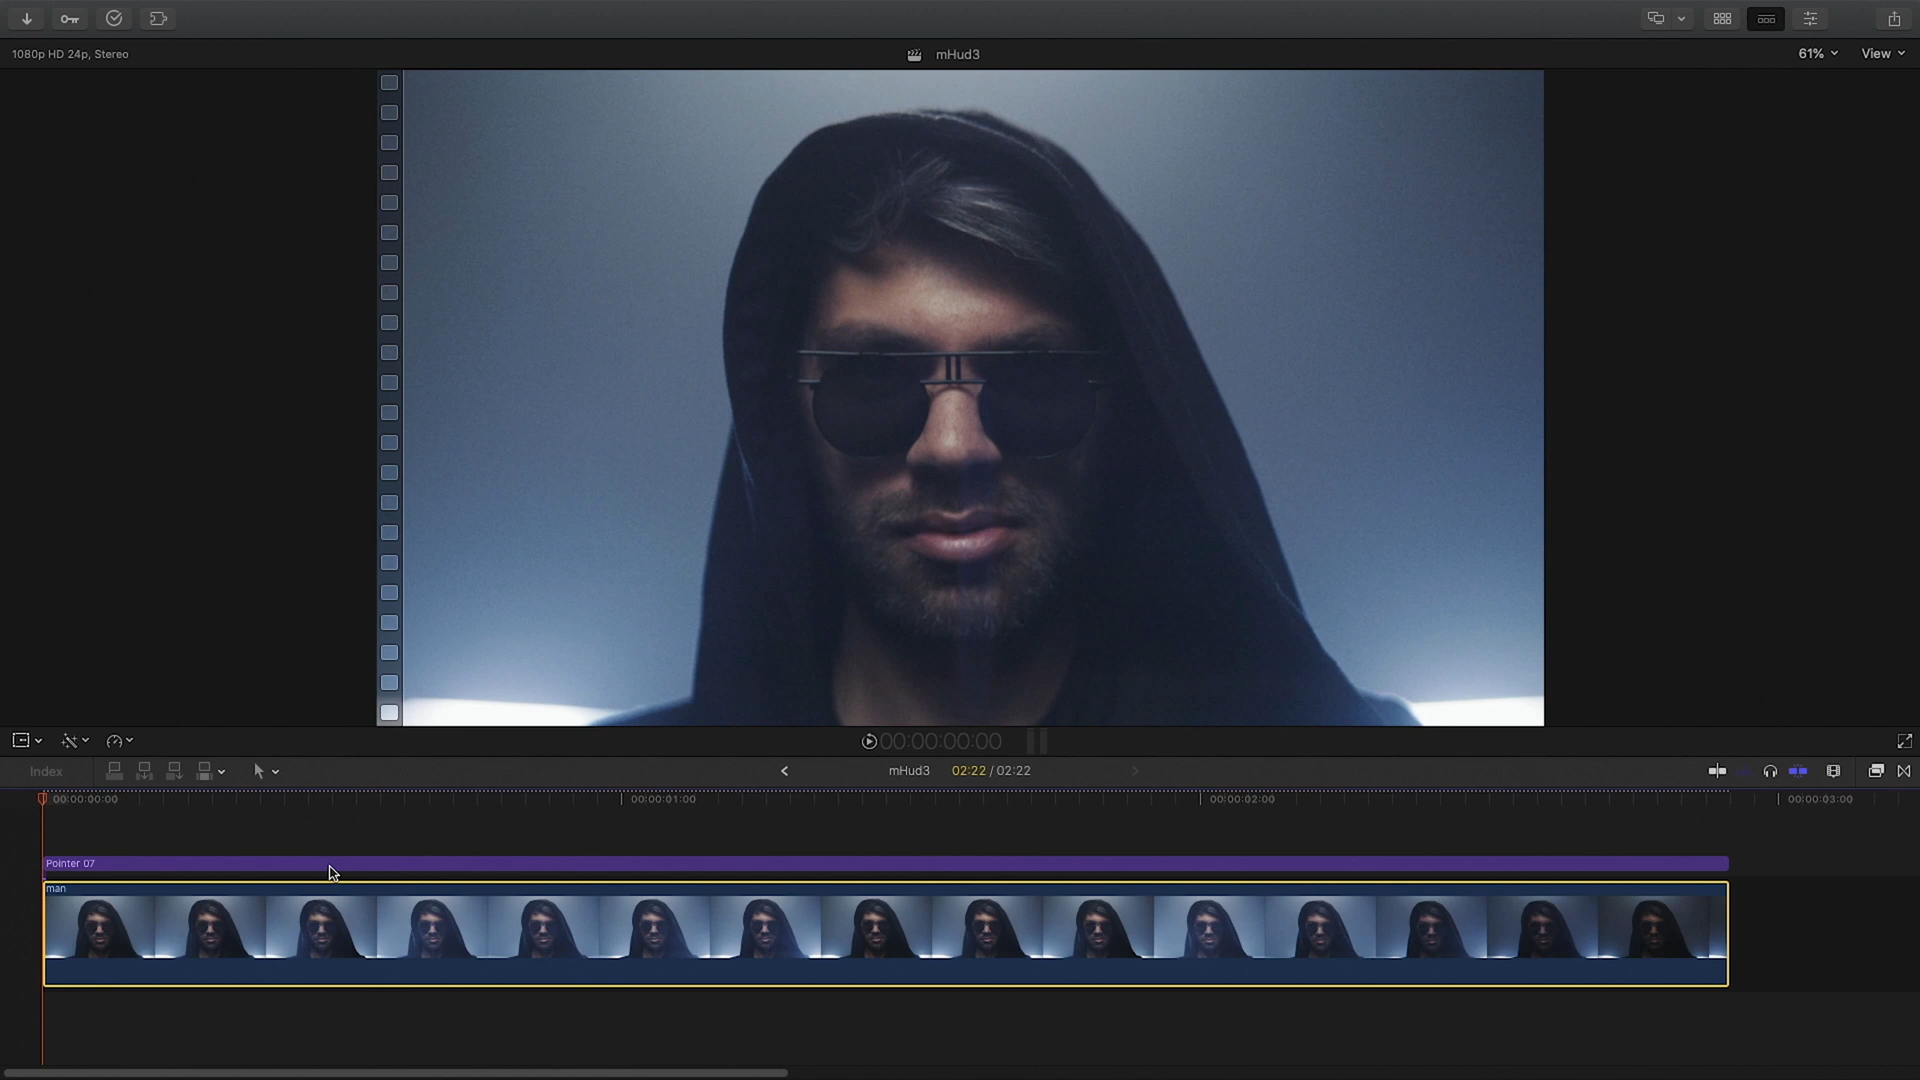 1080p HD 24p, Stereo
mHud3
61%
View
00:00:00:00
Index
mHud3
02:22 / 02:22
00:00:00:00
00:00:01:00
00:00:02:00
00:00:03:00
Pointer 07
man